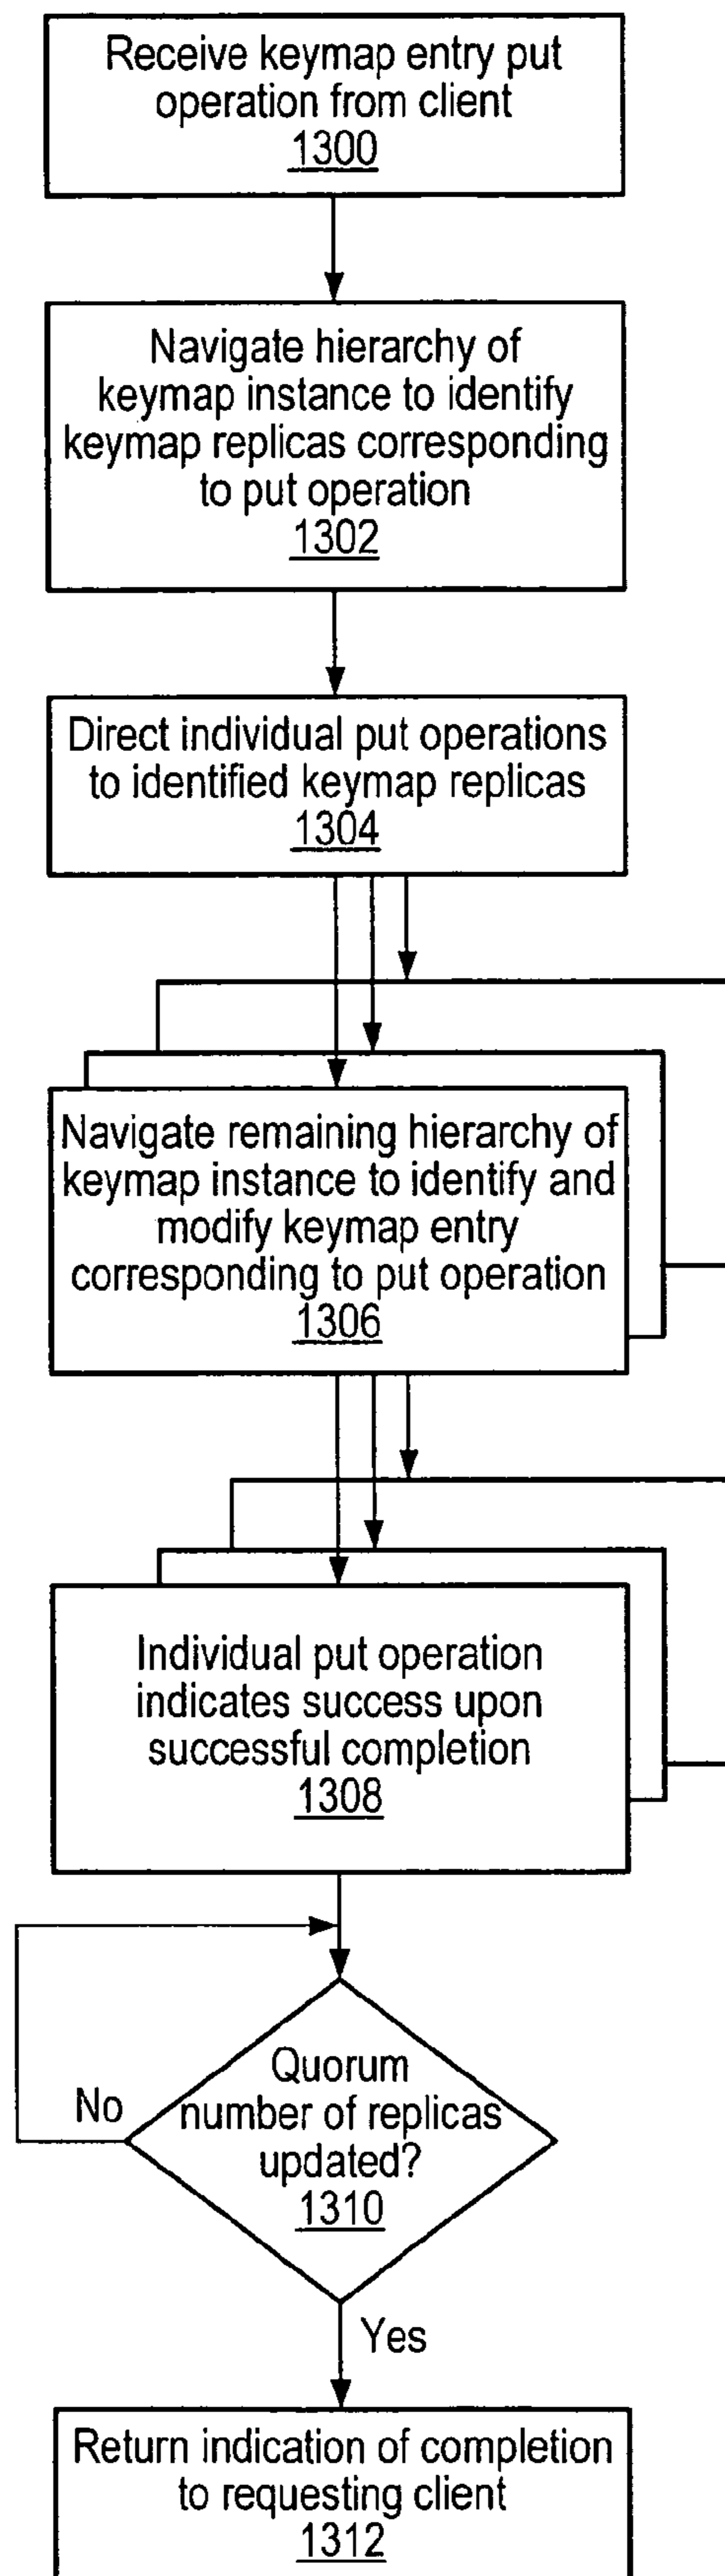 Receive keymap entry put
operation from client
1300
Navigate hierarchy of
keymap instance to identify
keymap replicas corresponding
to put operation
1302
Direct individual put operations
to identified keymap replicas
1304
Navigate remaining hierarchy of
keymap instance to identify and
modify keymap entry
corresponding to put operation
1306
Individual put operation
indicates success upon
successful completion
1308
Quorum
number of replicas
updated?
1310
No
Yes
Return indication of completion
to requesting client
1312